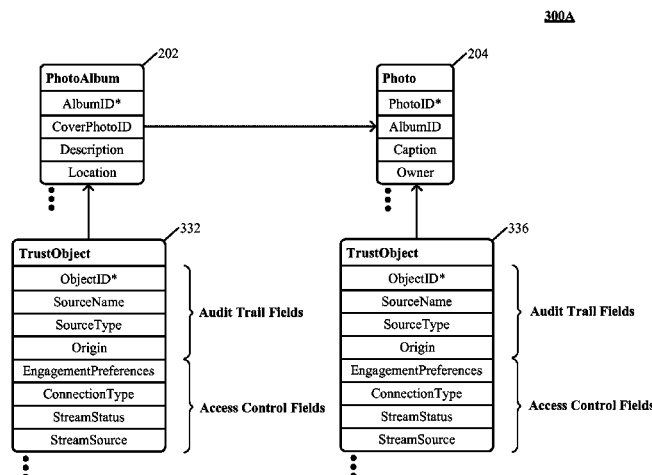 300A
202
204
PhotoAlbum
AlbumID*
CoverPhotoID
Description
Location
Photo
PhotoID*
AlbumID
Caption
Owner
332
336
TrustObject
ObjectID*
SourceName
SourceType
Origin
EngagementPreferences
ConnectionType
StreamStatus
StreamSource
Audit Trail Fields
Access Control Fields
TrustObject
ObjectID*
SourceName
SourceType
Origin
EngagementPreferences
ConnectionType
StreamStatus
StreamSource
Audit Trail Fields
Access Control Fields